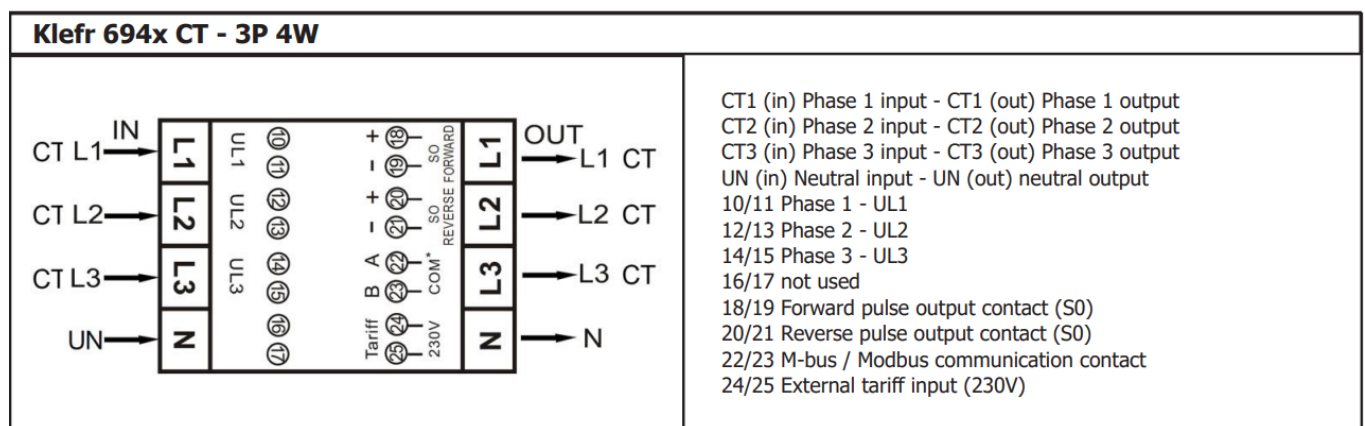 Klefr 694x CT - 3P 4W
IN
OUT
CT L1
L1
UL1
10
11
+ 18
- 19
SO FORWARD
L1
L1 CT
CT L2
L2
UL2
12
13
+ 20
- 21
SO REVERSE
L2
L2 CT
CT L3
L3
UL3
14
15
A 22
B 23
COM*
L3
L3 CT
UN
N
16
17
Tariff
24
25
230V
N
N
CT1 (in) Phase 1 input - CT1 (out) Phase 1 output
CT2 (in) Phase 2 input - CT2 (out) Phase 2 output
CT3 (in) Phase 3 input - CT3 (out) Phase 3 output
UN (in) Neutral input - UN (out) neutral output
10/11 Phase 1 - UL1
12/13 Phase 2 - UL2
14/15 Phase 3 - UL3
16/17 not used
18/19 Forward pulse output contact (S0)
20/21 Reverse pulse output contact (S0)
22/23 M-bus / Modbus communication contact
24/25 External tariff input (230V)